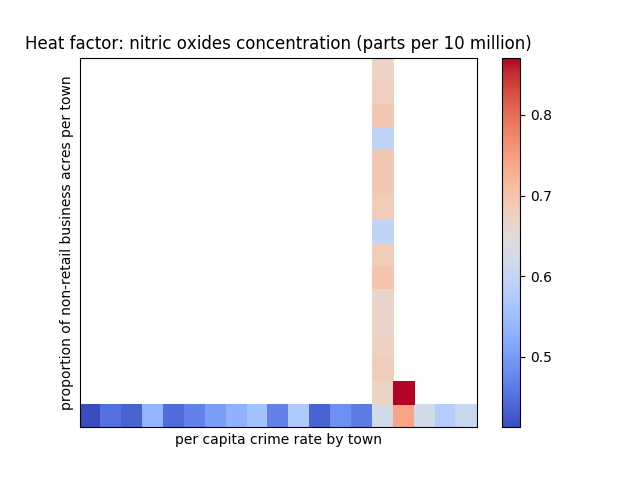 Heat factor: nitric oxides concentration (parts per 10 million)
proportion of non-retail business acres per town
per capita crime rate by town
0.8
0.7
0.6
0.5